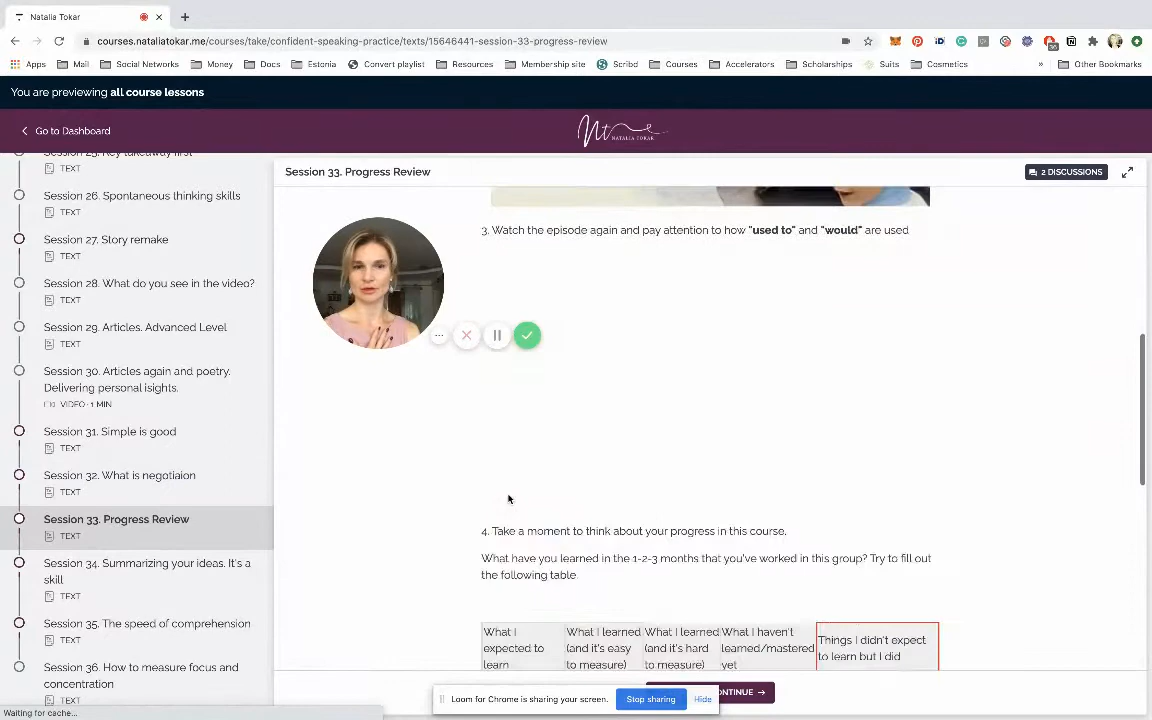 Natalia Tokar
courses.nataliatokar.me/courses/take/confident-speaking-practice/texts/15646441-session-33-progress-review
Apps Mail Social Networks Money Docs Estonia Convert playlist Resources Membership site Scribd Courses Accelerators Scholarships Suits Cosmetics » Other Bookmarks
You are previewing all course lessons
Go to Dashboard
NATALIA TOKAR
Session 25. Key takeaway first
TEXT
Session 26. Spontaneous thinking skills
TEXT
Session 27. Story remake
TEXT
Session 28. What do you see in the video?
TEXT
Session 29. Articles. Advanced Level
TEXT
Session 30. Articles again and poetry.
Delivering personal isights.
VIDEO · 1 MIN
Session 31. Simple is good
TEXT
Session 32. What is negotiaion
TEXT
Session 33. Progress Review
TEXT
Session 34. Summarizing your ideas. It's a
skill
TEXT
Session 35. The speed of comprehension
TEXT
Session 36. How to measure focus and
concentration
TEXT
Waiting for cache...
Session 33. Progress Review
2 DISCUSSIONS
3. Watch the episode again and pay attention to how "used to" and "would" are used
4. Take a moment to think about your progress in this course.
What have you learned in the 1-2-3 months that you've worked in this group? Try to fill out
the following table.
What I
expected to
learn
What I learned
(and it's easy
to measure)
What I learned
(and it's hard
to measure)
What I haven't
learned/mastered
yet
Things I didn't expect
to learn but I did
Loom for Chrome is sharing your screen.
Stop sharing
Hide